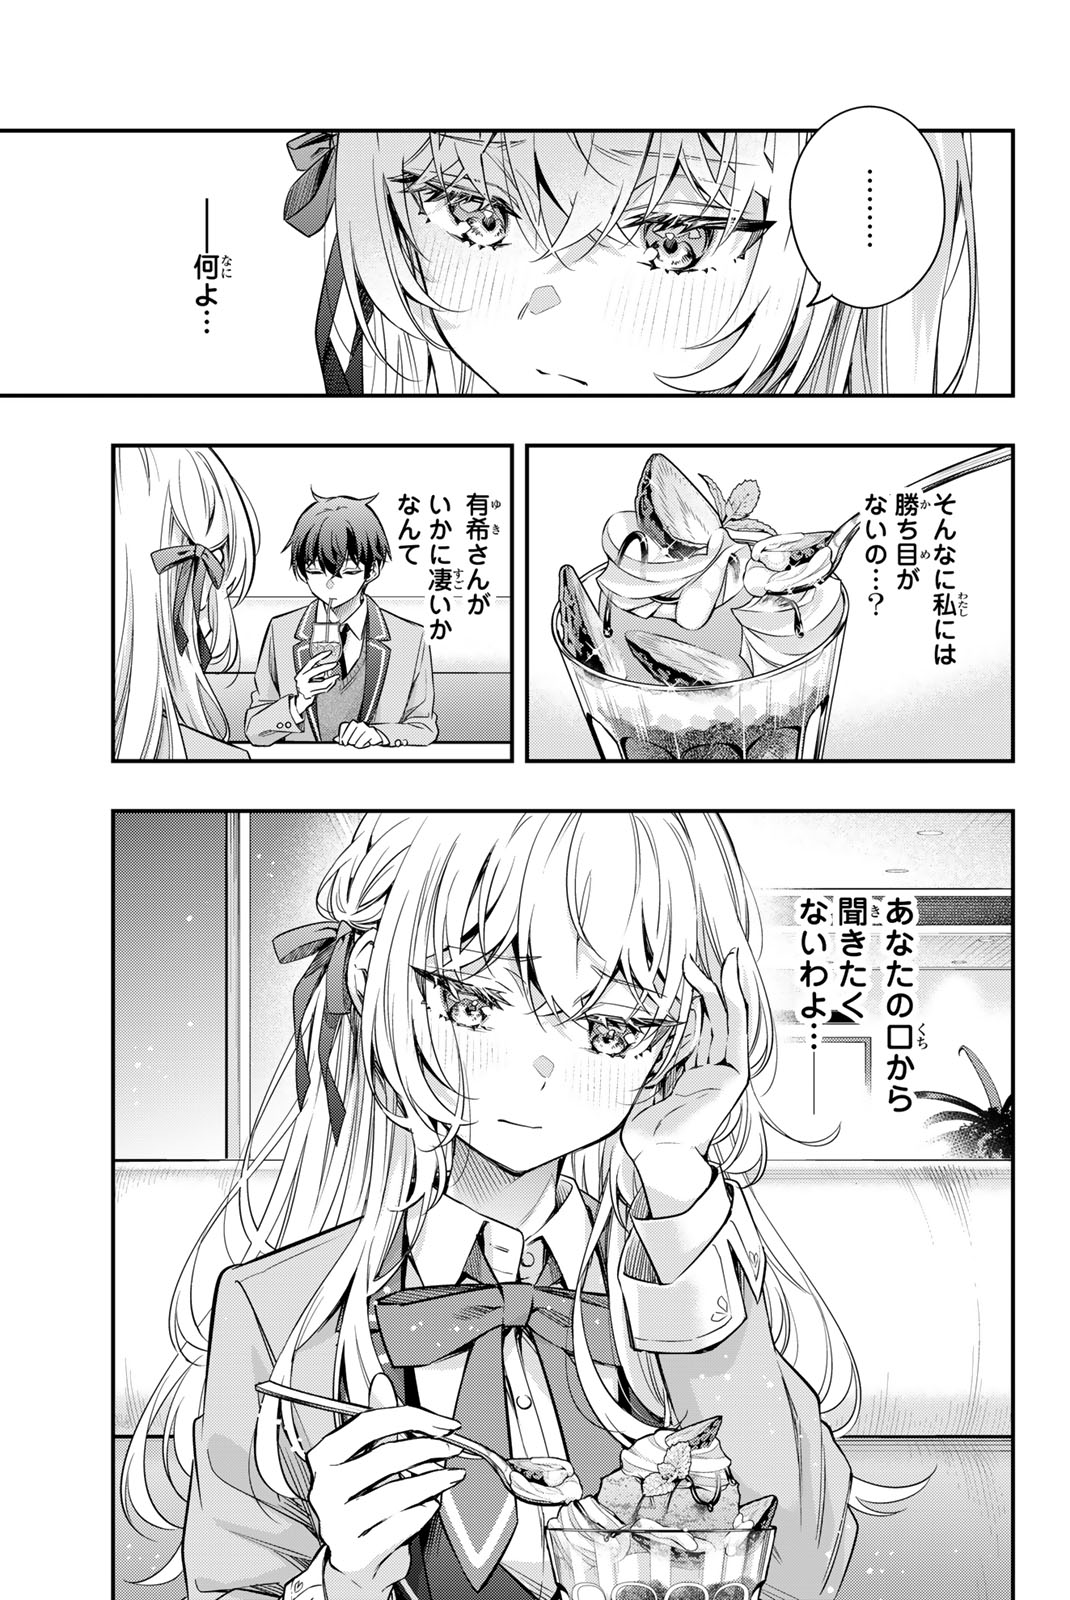 ………
──何よ…
そんなに私には
勝ち目が
ないの…?
有希さんが
いかに凄いか
なんて
あなたの口から
聞きたく
ないわよ…──